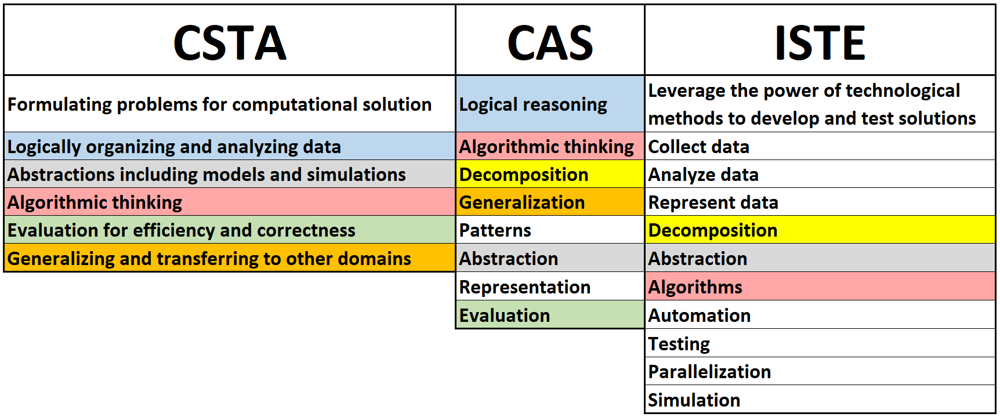 CSTA
CAS
ISTE
Formulating problems for computational solution
Logical reasoning
Leverage the power of technological
methods to develop and test solutions
Logically organizing and analyzing data
Algorithmic thinking
Collect data
Abstractions including models and simulations
Decomposition
Analyze data
Algorithmic thinking
Generalization
Represent data
Evaluation for efficiency and correctness
Patterns
Decomposition
Generalizing and transferring to other domains
Abstraction
Abstraction
Representation
Algorithms
Evaluation
Automation
Testing
Parallelization
Simulation